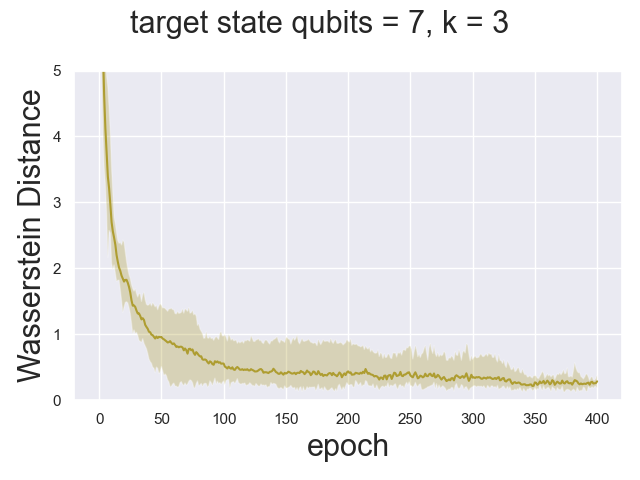 target state qubits = 7, k = 3
Wasserstein Distance
5
4
3
2
1
0
0 50 100 150 200 250 300 350 400
epoch